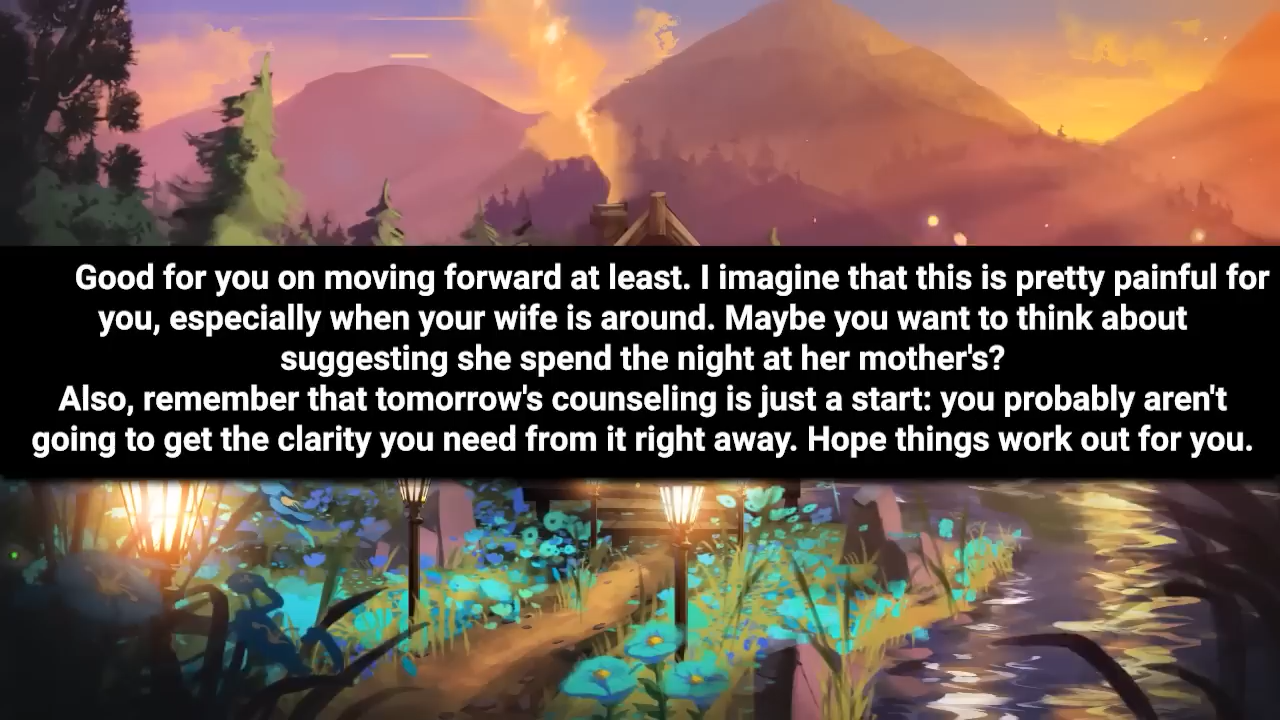 Good for you on moving forward at least. I imagine that this is pretty painful for
you, especially when your wife is around. Maybe you want to think about
suggesting she spend the night at her mother's?
Also, remember that tomorrow's counseling is just a start: you probably aren't
going to get the clarity you need from it right away. Hope things work out for you.